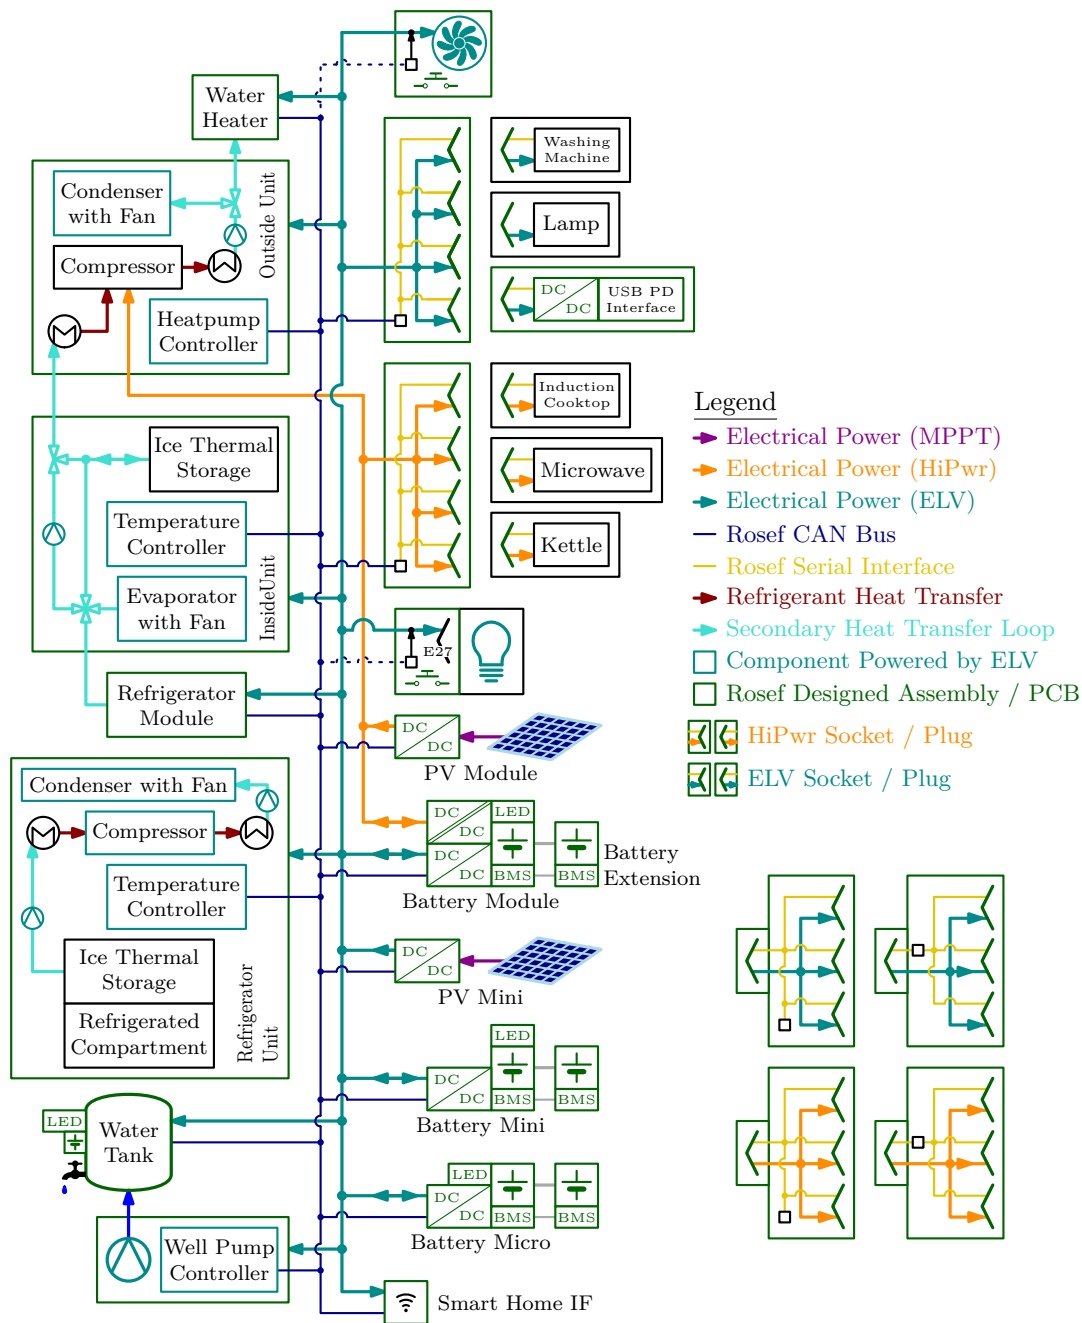 Water
Heater
Condenser
with Fan
Compressor
Heatpump
Controller
Outside Unit
Washing
Machine
Lamp
DC
DC
USB PD
Interface
Induction
Cooktop
Microwave
Kettle
Ice Thermal
Storage
Temperature
Controller
Evaporator
with Fan
InsideUnit
E27
Refrigerator
Module
DC
DC
PV Module
Condenser with Fan
Compressor
Temperature
Controller
Ice Thermal
Storage
Refrigerated
Compartment
Refrigerator
Unit
DC
DC
LED
DC
DC
BMS
BMS
Battery
Extension
Battery Module
DC
DC
PV Mini
LED
DC
DC
BMS
BMS
Battery Mini
LED
Water
Tank
LED
DC
DC
BMS
BMS
Battery Micro
Well Pump
Controller
Smart Home IF
Legend
Electrical Power (MPPT)
Electrical Power (HiPwr)
Electrical Power (ELV)
Rosef CAN Bus
Rosef Serial Interface
Refrigerant Heat Transfer
Secondary Heat Transfer Loop
Component Powered by ELV
Rosef Designed Assembly / PCB
HiPwr Socket / Plug
ELV Socket / Plug